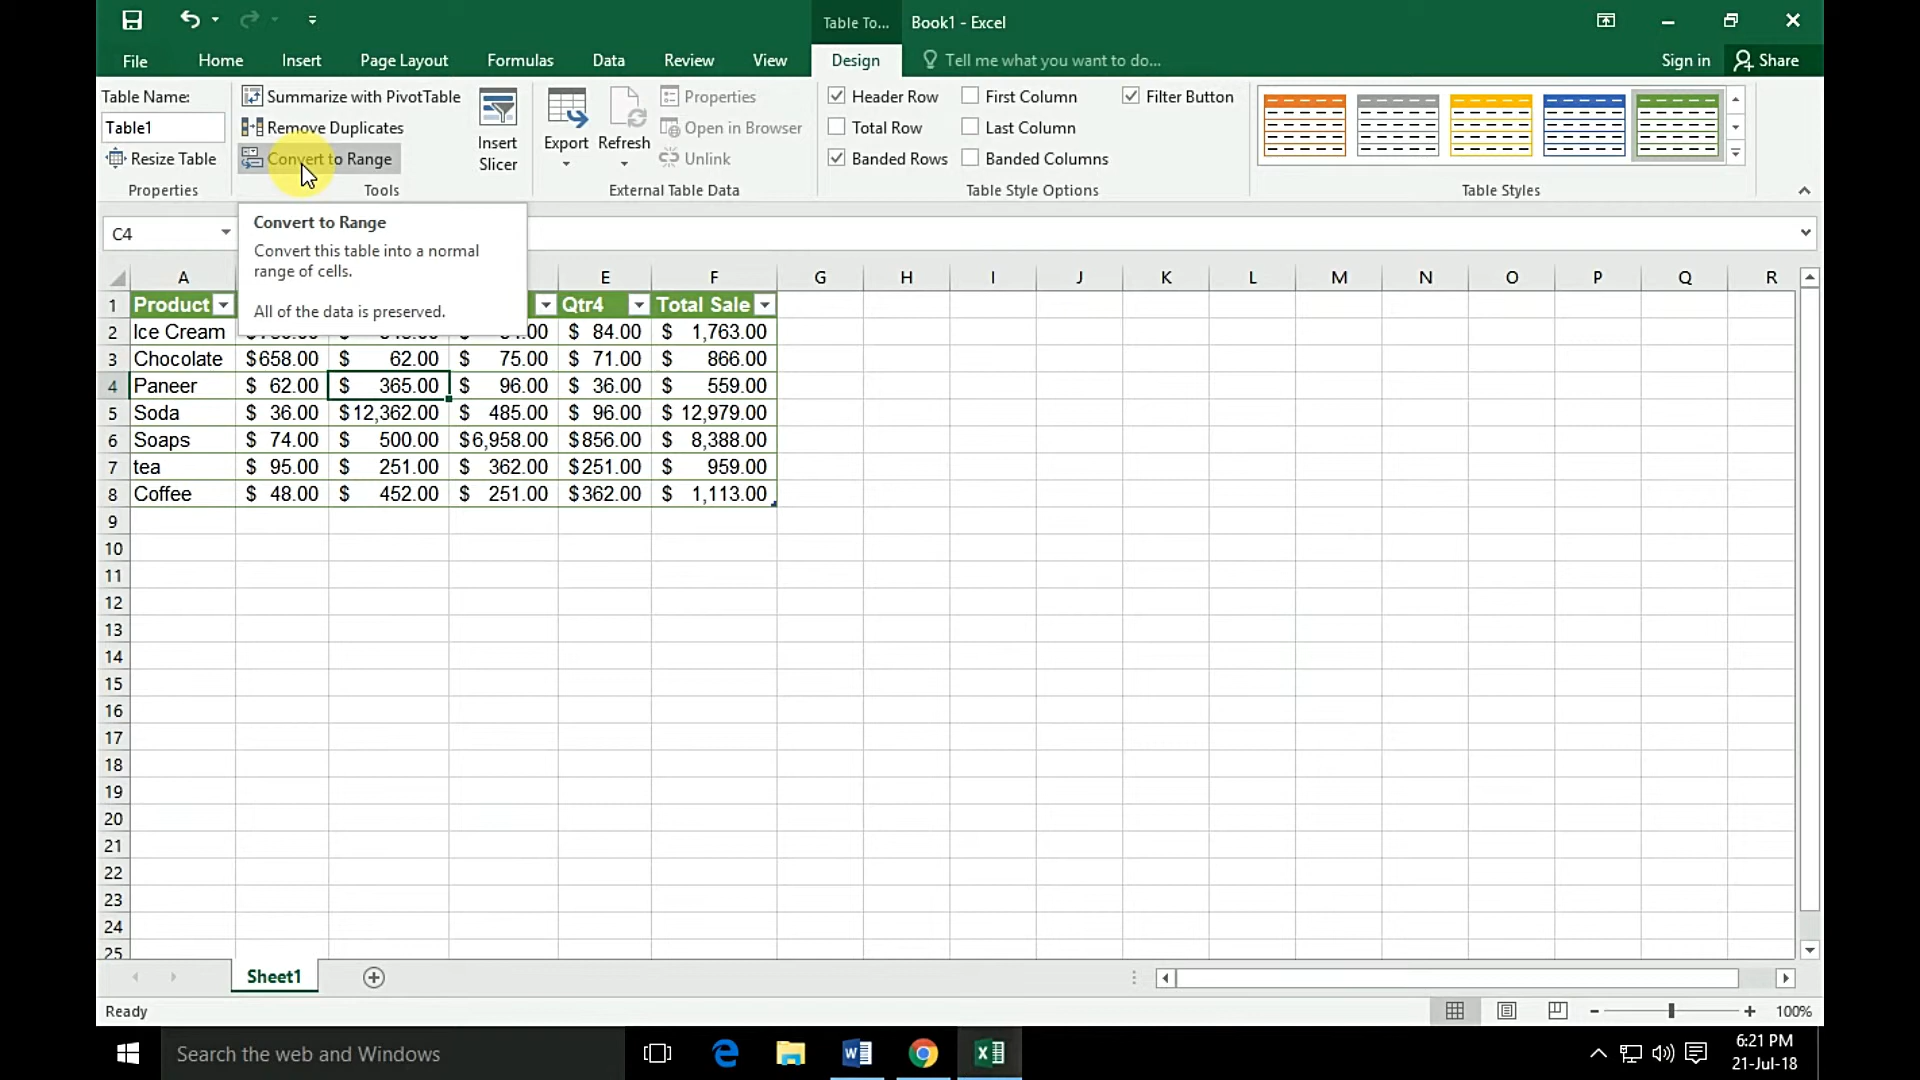 Table To... Book1 - Excel
File Home Insert Page Layout Formulas Data Review View Design Tell me what you want to do... Sign in Share
Table Name:
Table1
Resize Table
Properties
Summarize with PivotTable
Remove Duplicates
Convert to Range
Insert
Slicer
Tools
Export
Refresh
Properties
Open in Browser
Unlink
External Table Data
Header Row
Total Row
Banded Rows
First Column
Last Column
Banded Columns
Filter Button
Table Style Options
Table Styles
C4
Convert to Range
Convert this table into a normal
range of cells.
All of the data is preserved.
A E F G H I J K L M N O P Q R
1 Product Qtr4 Total Sale
2 Ice Cream .00 $ 84.00 $ 1,763.00
3 Chocolate $658.00 $ 62.00 $ 75.00 $ 71.00 $ 866.00
4 Paneer $ 62.00 $ 365.00 $ 96.00 $ 36.00 $ 559.00
5 Soda $ 36.00 $12,362.00 $ 485.00 $ 96.00 $ 12,979.00
6 Soaps $ 74.00 $ 500.00 $6,958.00 $856.00 $ 8,388.00
7 tea $ 95.00 $ 251.00 $ 362.00 $251.00 $ 959.00
8 Coffee $ 48.00 $ 452.00 $ 251.00 $362.00 $ 1,113.00
9
10
11
12
13
14
15
16
17
18
19
20
21
22
23
24
25
Sheet1
Ready 100%
Search the web and Windows
6:21 PM
21-Jul-18